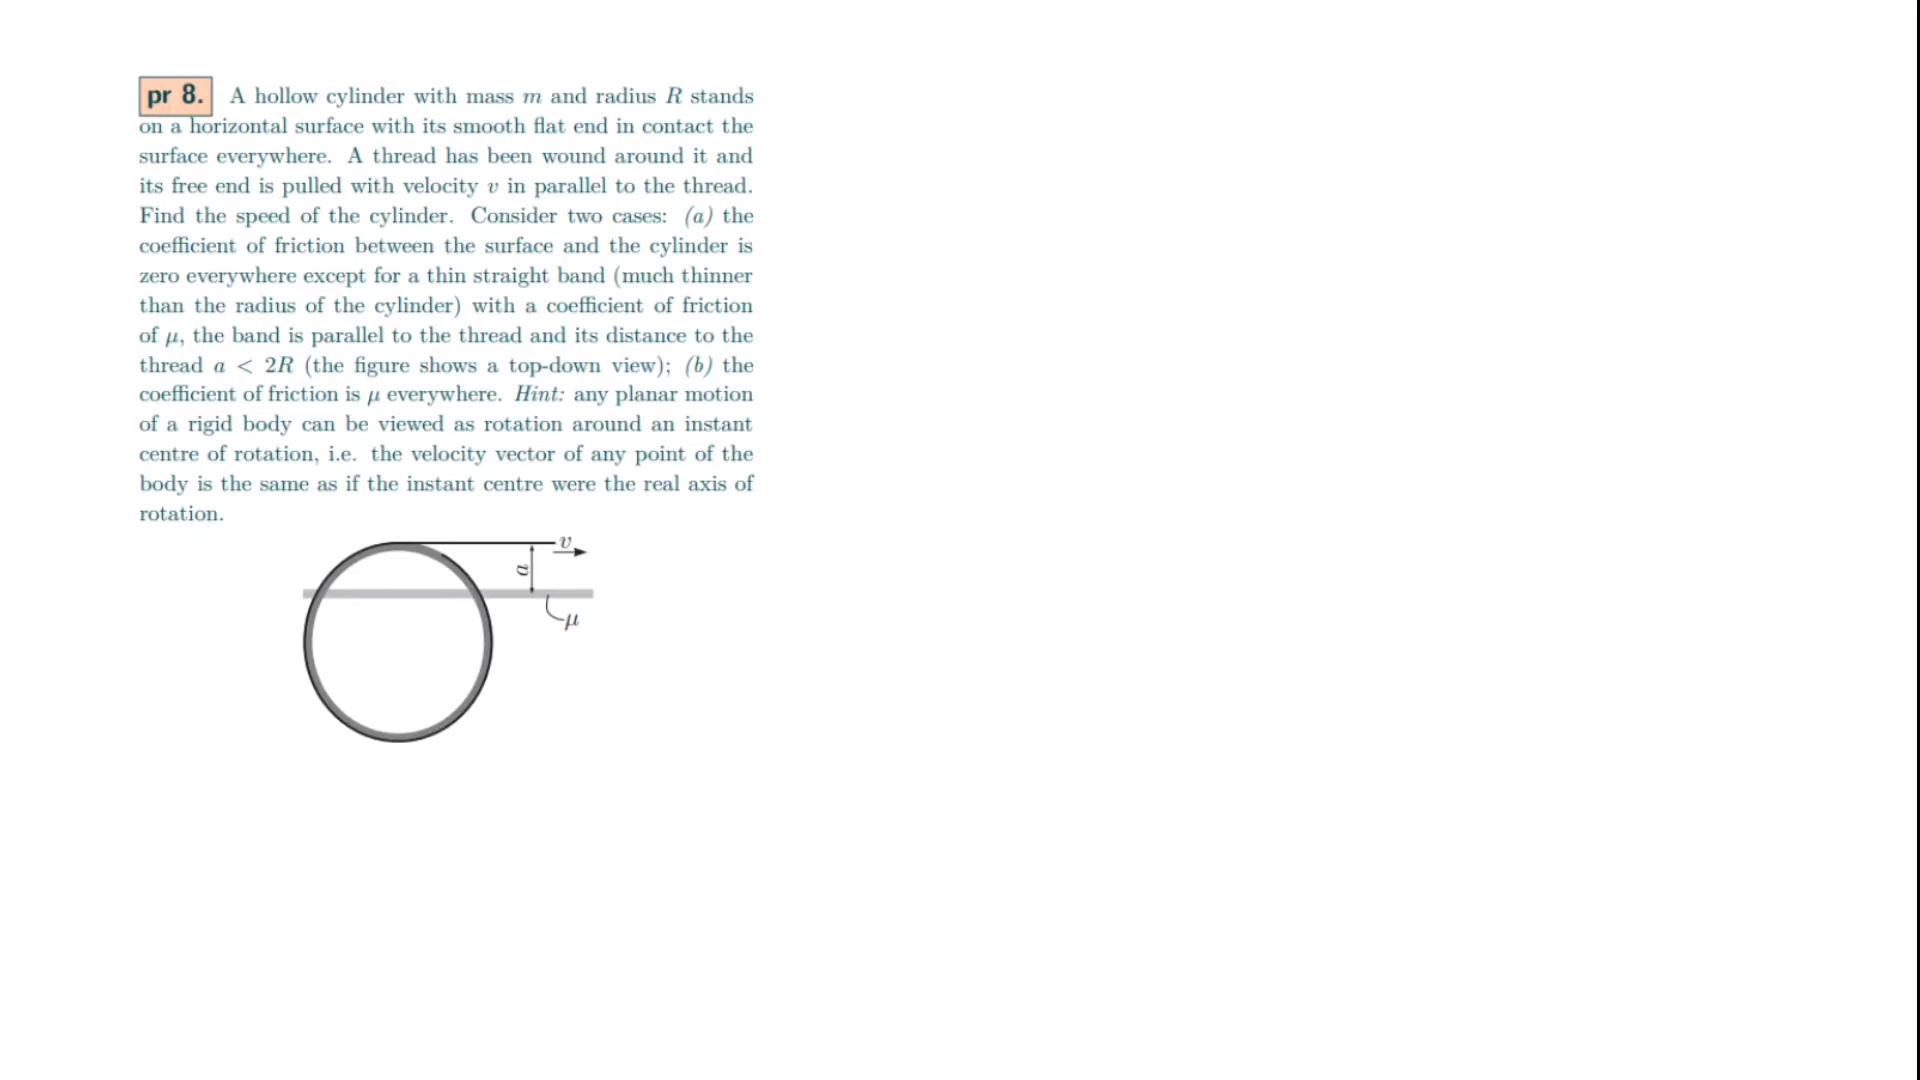 pr 8. A hollow cylinder with mass m and radius R stands
on a horizontal surface with its smooth flat end in contact the
surface everywhere. A thread has been wound around it and
its free end is pulled with velocity v in parallel to the thread.
Find the speed of the cylinder. Consider two cases: (a) the
coefficient of friction between the surface and the cylinder is
zero everywhere except for a thin straight band (much thinner
than the radius of the cylinder) with a coefficient of friction
of μ, the band is parallel to the thread and its distance to the
thread a < 2R (the figure shows a top-down view); (b) the
coefficient of friction is μ everywhere. Hint: any planar motion
of a rigid body can be viewed as rotation around an instant
centre of rotation, i.e. the velocity vector of any point of the
body is the same as if the instant centre were the real axis of
rotation.
v
a
μ